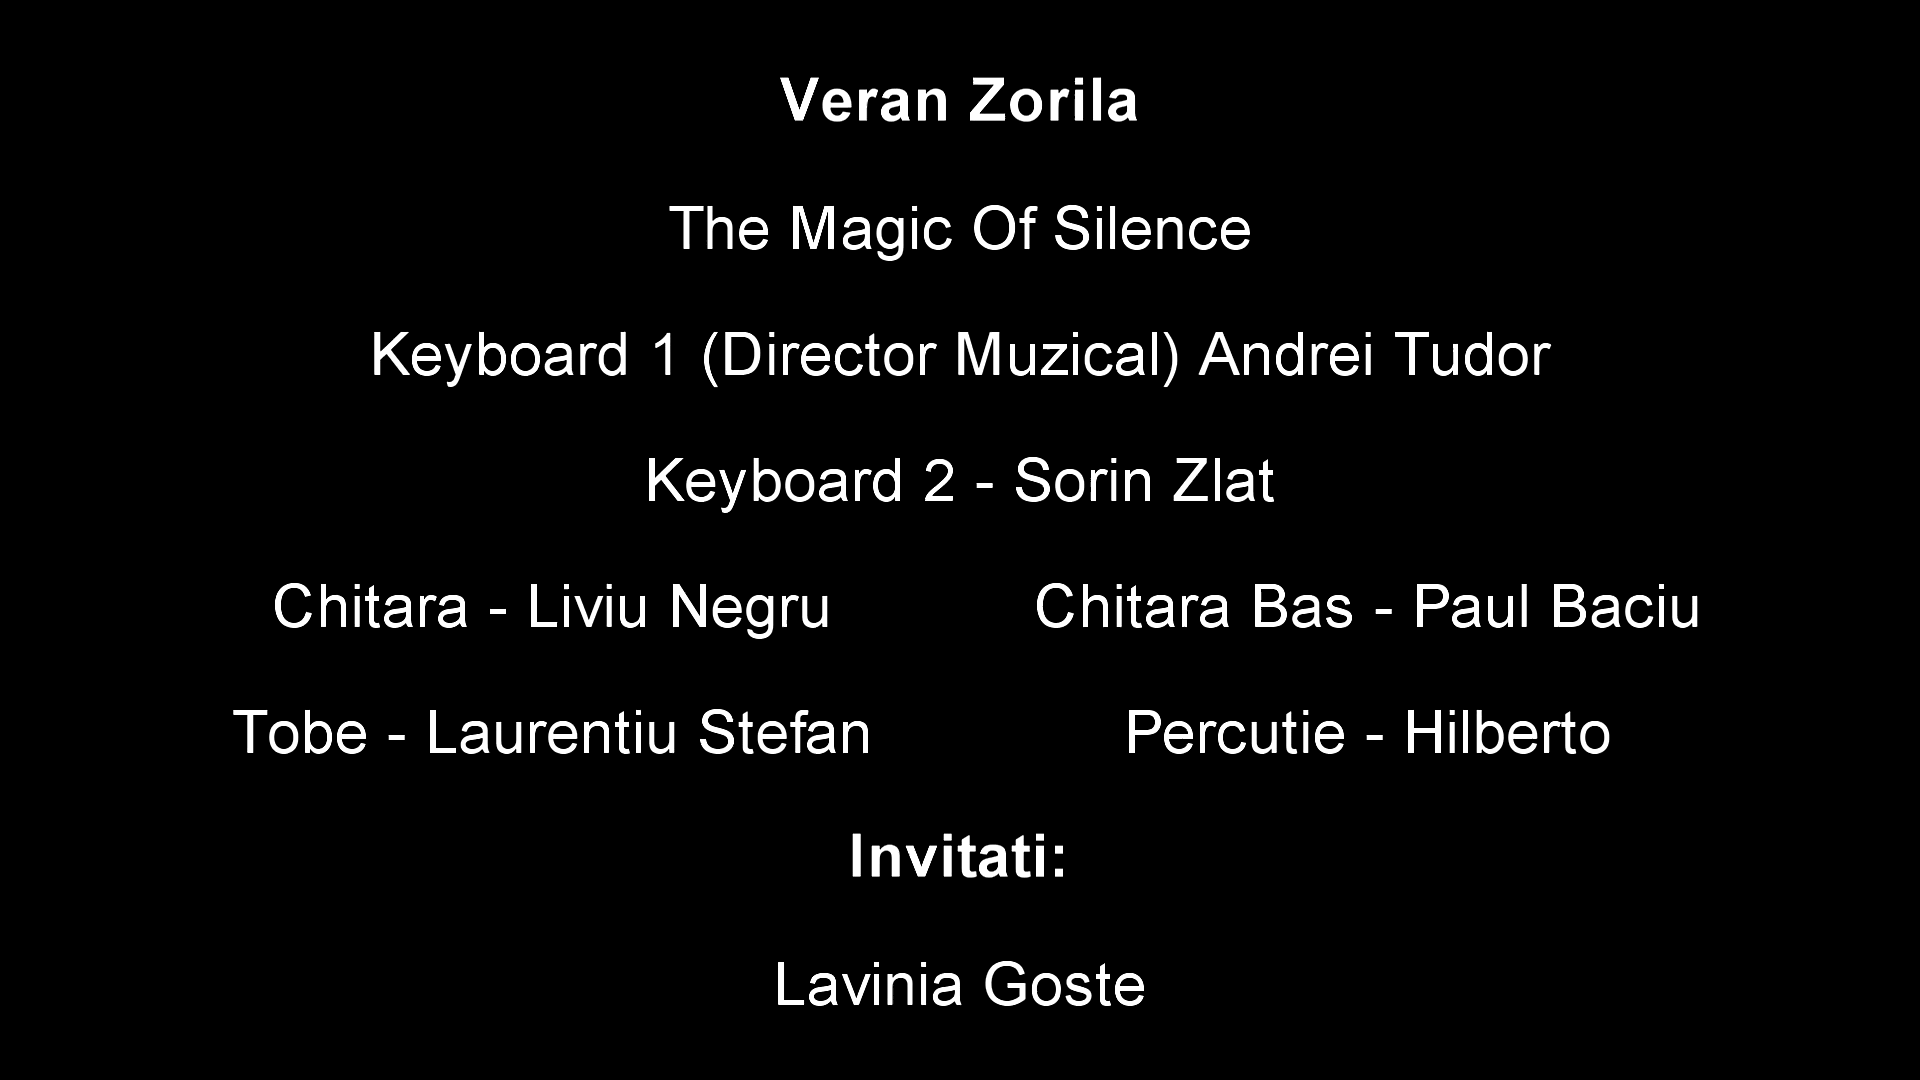 Veran Zorila
The Magic Of Silence
Keyboard 1 (Director Muzical) Andrei Tudor
Keyboard 2 - Sorin Zlat
Chitara - Liviu Negru
Chitara Bas - Paul Baciu
Tobe - Laurentiu Stefan
Percutie - Hilberto
Invitati:
Lavinia Goste